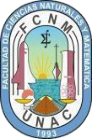 FACULTAD DE CIENCIAS NATURALES Y MATEMÁTICA
FCNM
UNAC
1993